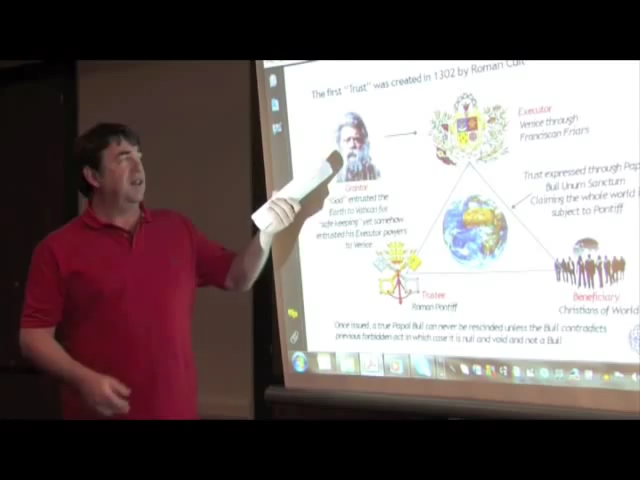 The first "Trust" was created in 1302 by Roman Cult
Executor
Venice through
Franciscan Friars
Grantor
"God" entrusted the
Earth to Vatican for
"safe keeping" yet somehow
entrusted his Executor powers
to Venice
Trust expressed through Pap
Bull Unum Sanctum
Claiming the whole world
subject to Pontiff
Trustee
Roman Pontiff
Beneficiary
Christians of World
Once issued, a true Papal Bull can never be rescinded unless the Bull contradicts
previous forbidden act in which case it is null and void and not a Bull